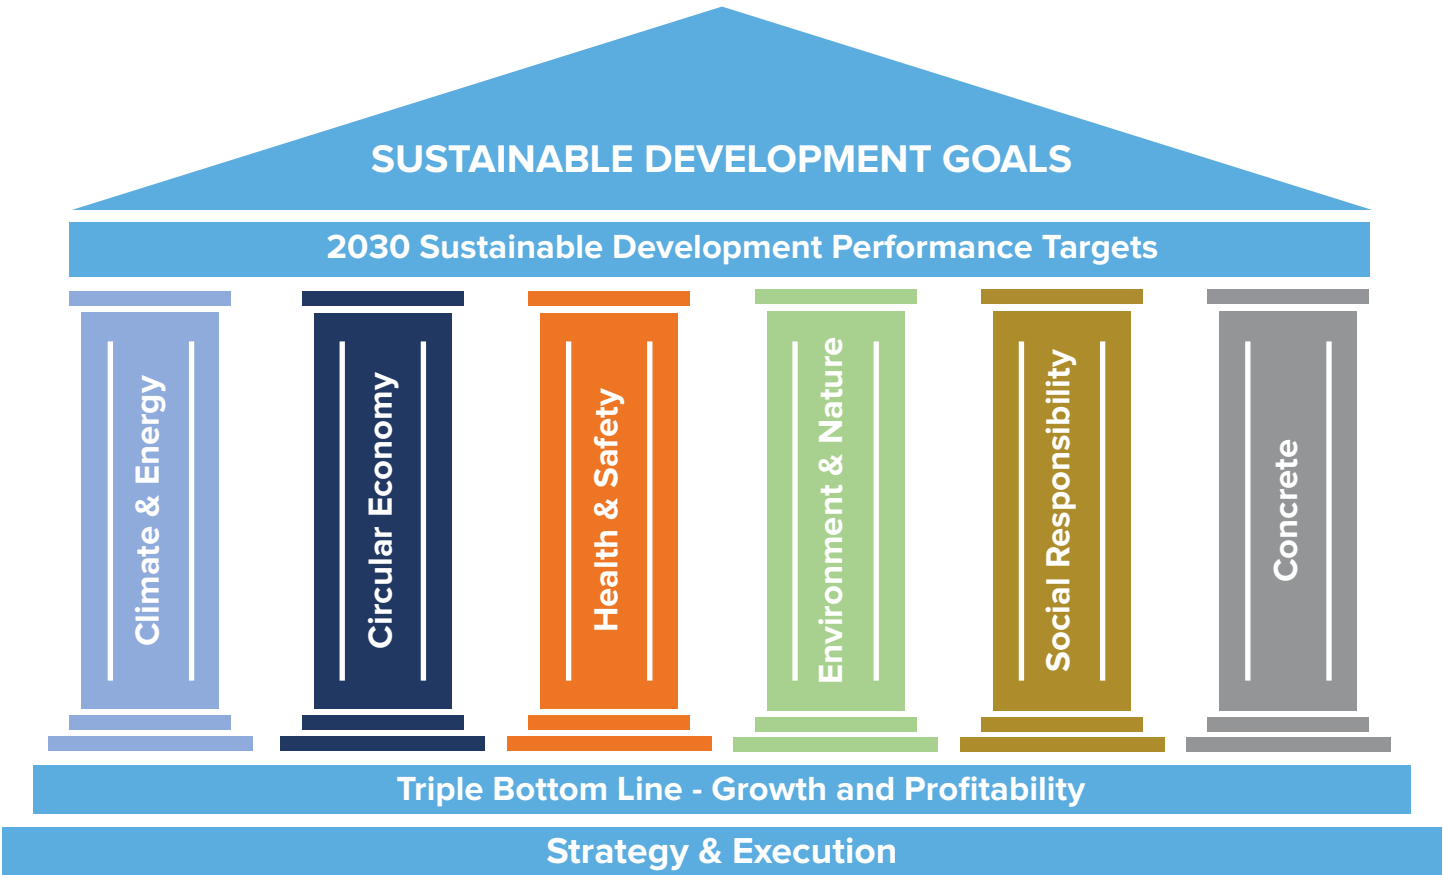 SUSTAINABLE DEVELOPMENT GOALS
2030 Sustainable Development Performance Targets
Climate & Energy
Circular Economy
Health & Safety
Environment & Nature
Social Responsibility
Concrete
Triple Bottom Line - Growth and Profitability
Strategy & Execution